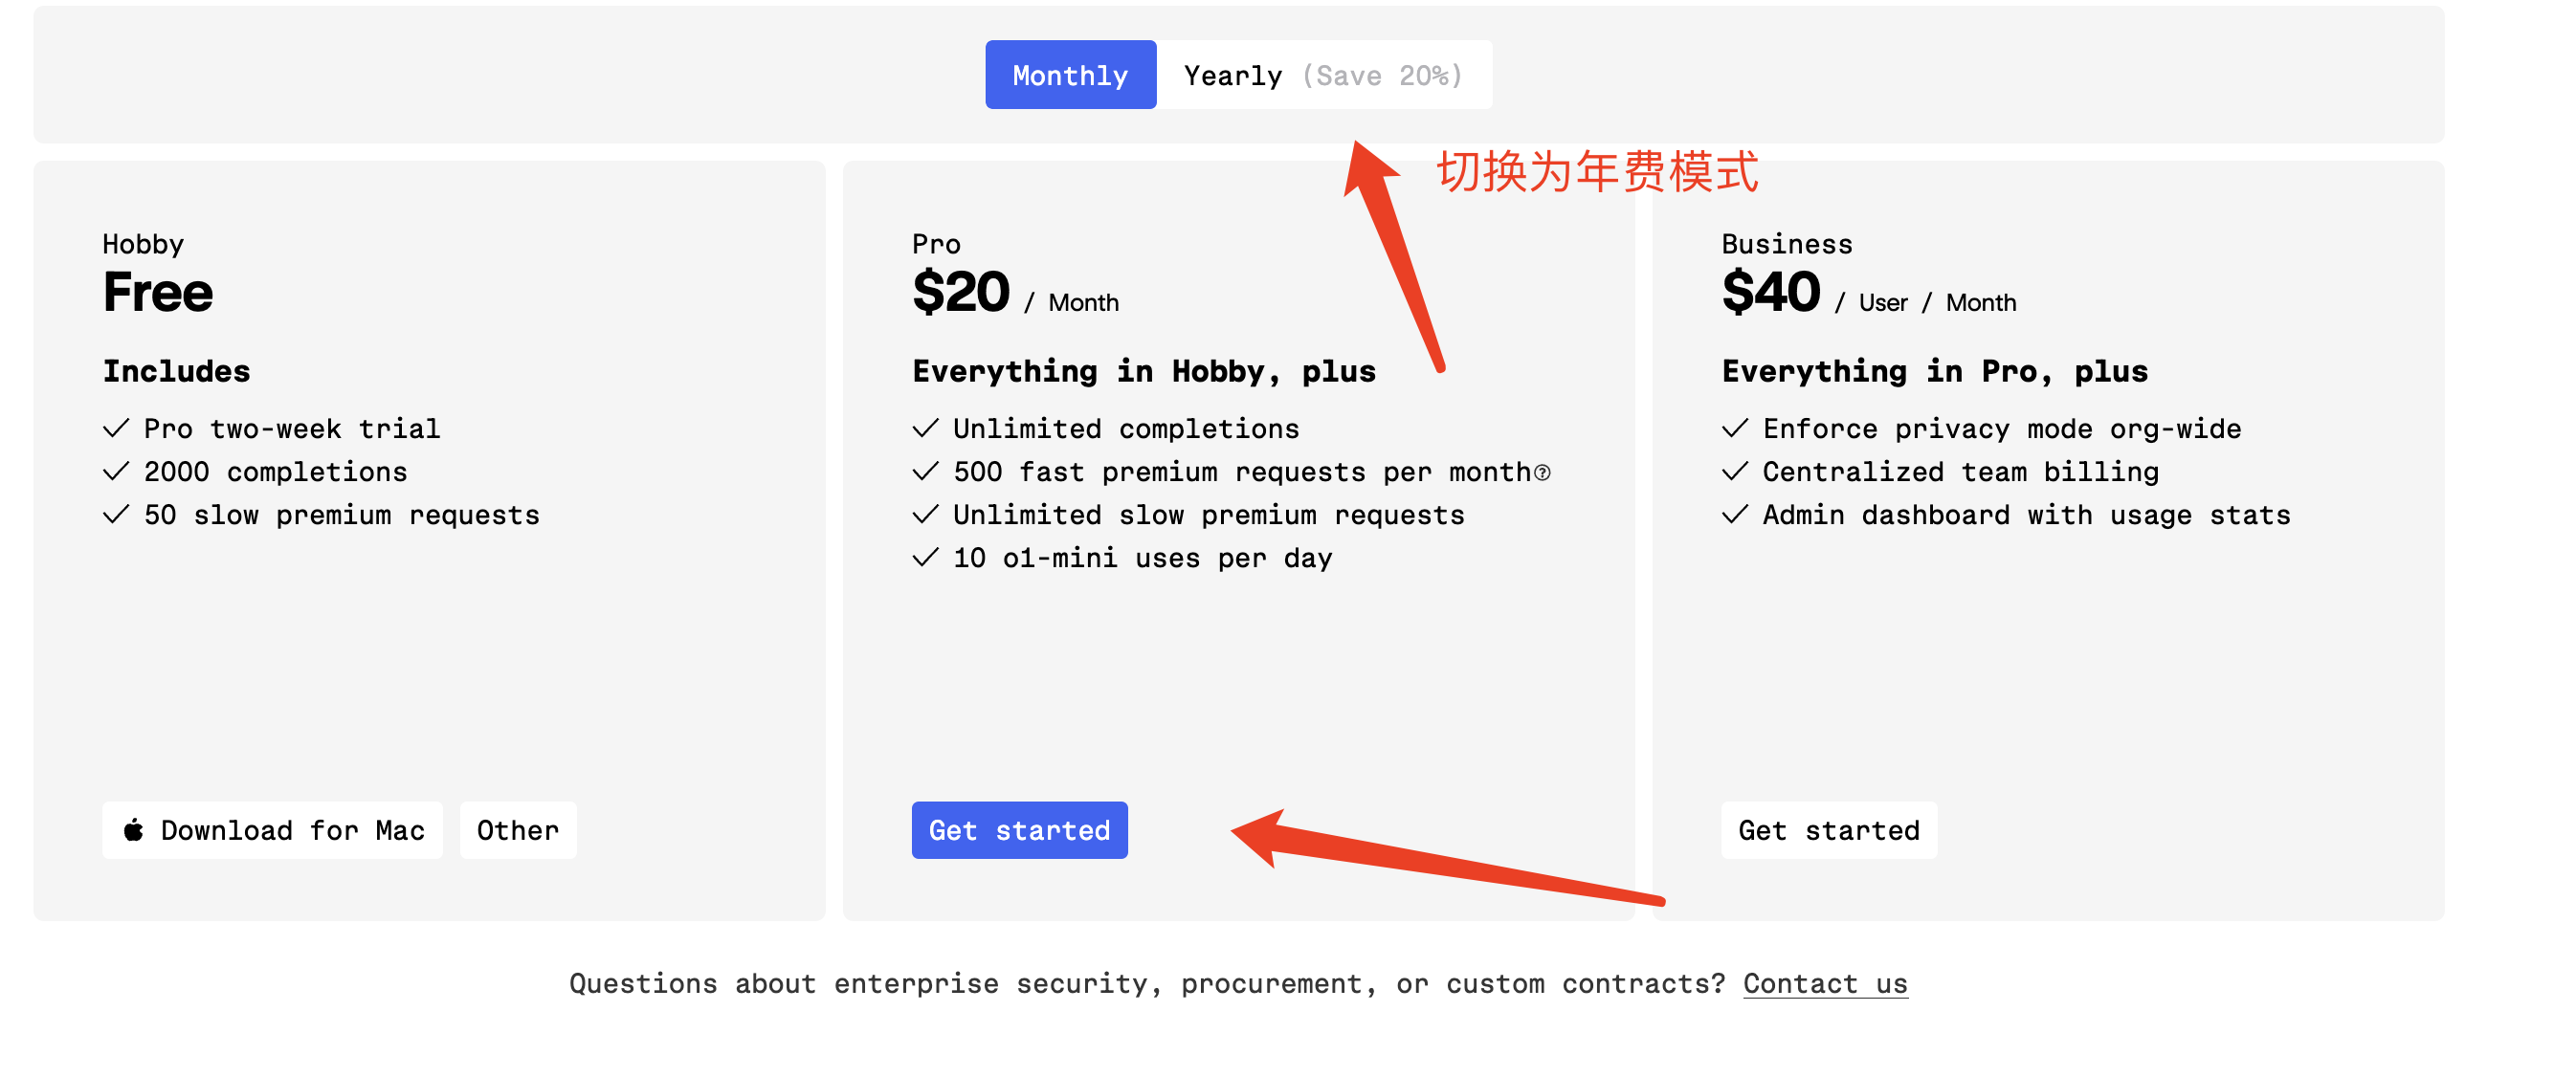 Monthly
Yearly (Save 20%)
切换为年费模式
Hobby
Free
Includes
Pro two-week trial
2000 completions
50 slow premium requests
Download for Mac
Other
Pro
$20 / Month
Everything in Hobby, plus
Unlimited completions
500 fast premium requests per month?
Unlimited slow premium requests
10 o1-mini uses per day
Get started
Business
$40 / User / Month
Everything in Pro, plus
Enforce privacy mode org-wide
Centralized team billing
Admin dashboard with usage stats
Get started
Questions about enterprise security, procurement, or custom contracts? Contact us